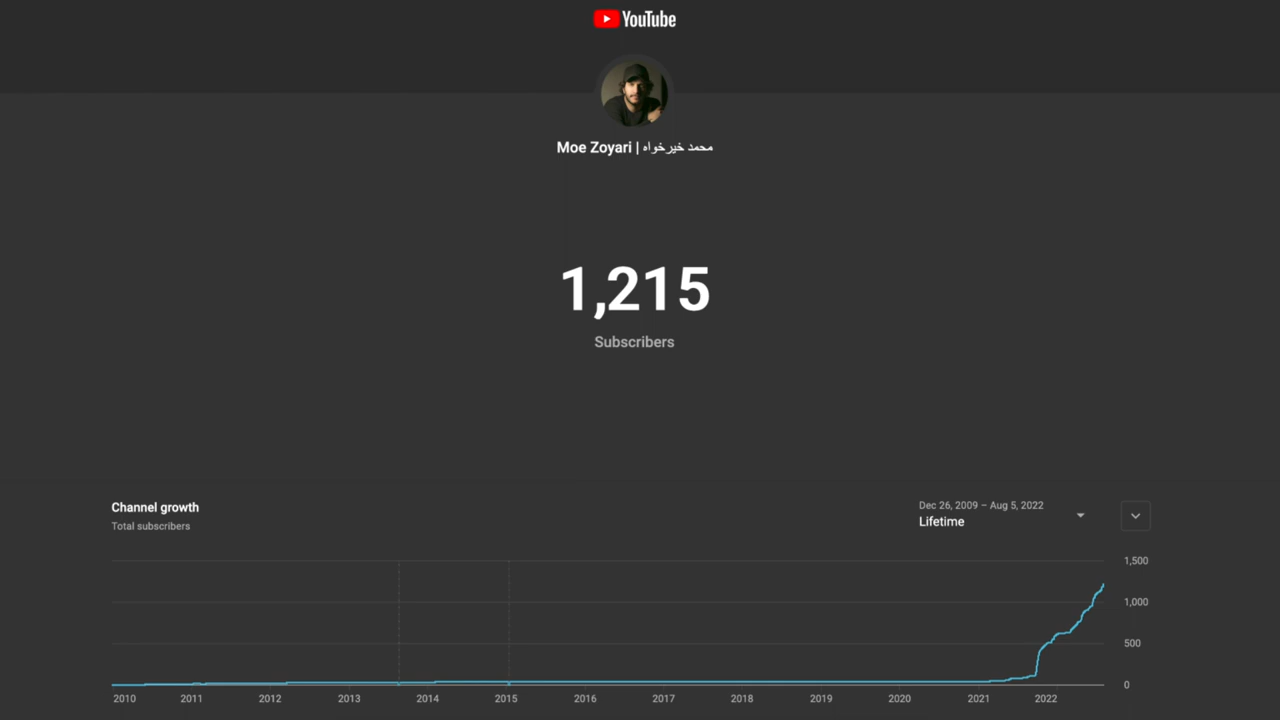 YouTube
Moe Zoyari | محمد خیرخواه
1,215
Subscribers
Channel growth
Total subscribers
Dec 26, 2009 – Aug 5, 2022
Lifetime
1,500
1,000
500
0
2010 2011 2012 2013 2014 2015 2016 2017 2018 2019 2020 2021 2022